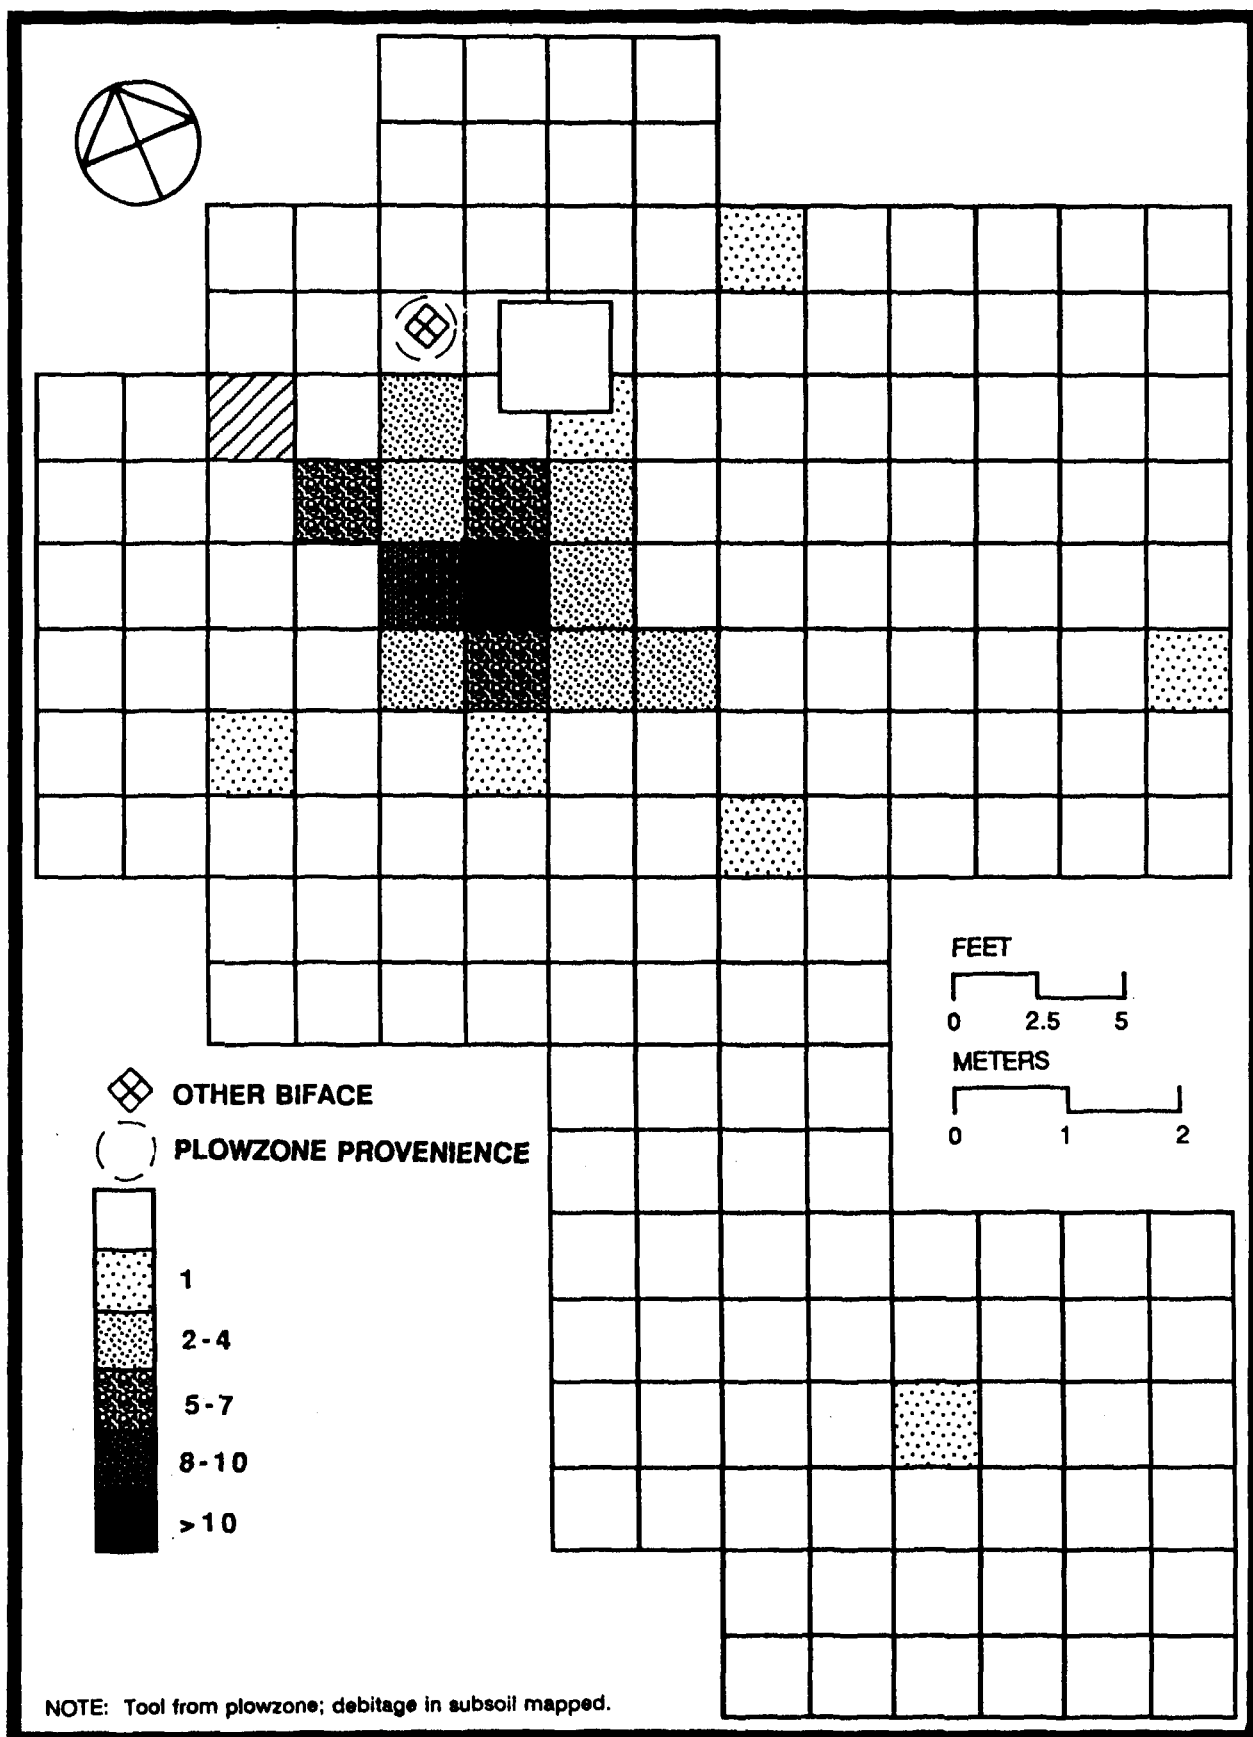 FEET
0 2.5 5
METERS
0 1 2
OTHER BIFACE
PLOWZONE PROVENIENCE
1
2-4
5-7
8-10
>10
NOTE: Tool from plowzone; debitage in subsoil mapped.